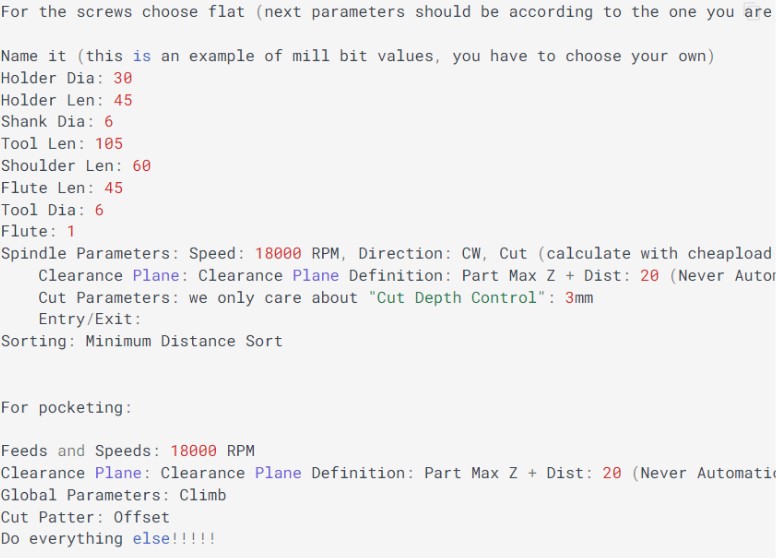 For the screws choose flat (next parameters should be according to the one you are
Name it (this is an example of mill bit values, you have to choose your own)
Holder Dia: 30
Holder Len: 45
Shank Dia: 6
Tool Len: 105
Shoulder Len: 60
Flute Len: 45
Tool Dia: 6
Flute: 1
Spindle Parameters: Speed: 18000 RPM, Direction: CW, Cut (calculate with cheapload
Clearance Plane: Clearance Plane Definition: Part Max Z + Dist: 20 (Never Autom
Cut Parameters: we only care about "Cut Depth Control": 3mm
Entry/Exit:
Sorting: Minimum Distance Sort
For pocketing:
Feeds and Speeds: 18000 RPM
Clearance Plane: Clearance Plane Definition: Part Max Z + Dist: 20 (Never Automatic
Global Parameters: Climb
Cut Patter: Offset
Do everything else!!!!!